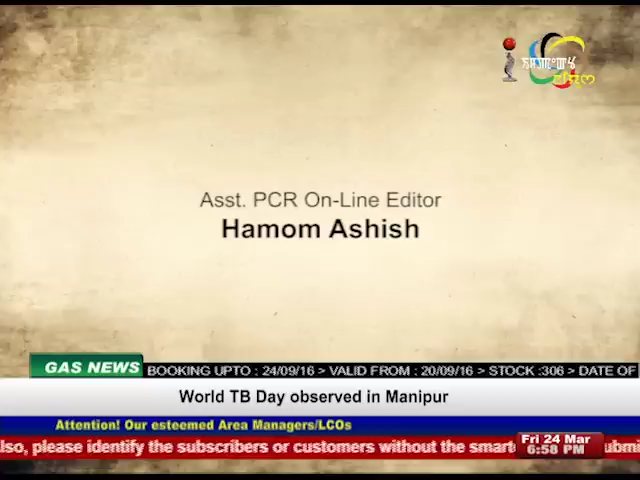 Asst. PCR On-Line Editor
Hamom Ashish
GAS NEWS
BOOKING UPTO : 24/09/16 > VALID FROM : 20/09/16 > STOCK :306 > DATE OF
World TB Day observed in Manipur
Attention! Our esteemed Area Managers/LCOs
lso, please identify the subscribers or customers without the smart
Fri 24 Mar
6:58 PM
ubmi